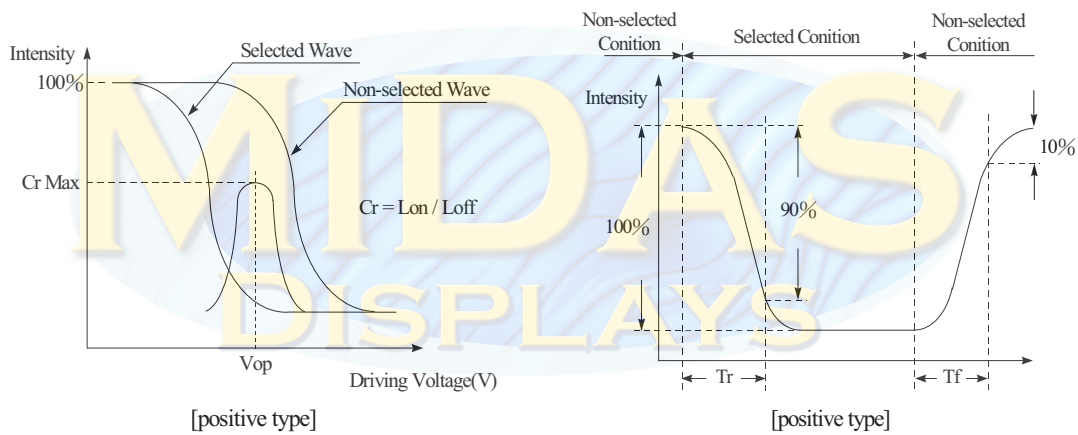 Intensity
Selected Wave
Non-selected Wave
100%
Cr Max
Cr = Lon / Loff
Vop
Driving Voltage(V)
[positive type]
Non-selected
Conition
Selected Conition
Non-selected
Conition
Intensity
10%
100%
90%
Tr
Tf
[positive type]
MIDAS
DISPLAYS